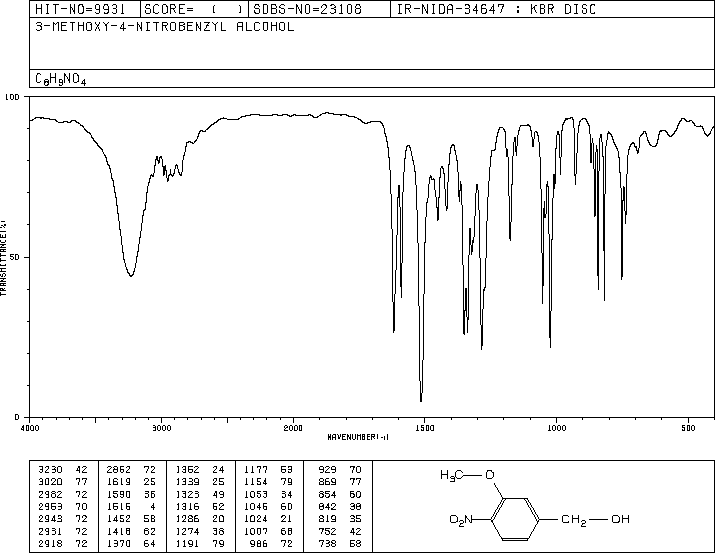 HIT-NO=9931 SCORE= ( ) SDBS-NO=23108 IR-NIDA-34647 : KBR DISC
3-METHOXY-4-NITROBENZYL ALCOHOL
C₈H₉NO₄
100
50
0
TRANSMITTANCE(%)
4000 3000 2000 1500 1000 500
WAVENUMBER(-1)
3230 42 2862 72 1352 24 1177 53 929 70
3020 77 1619 25 1339 25 1154 79 869 77
2982 72 1590 36 1323 49 1053 34 854 60
2969 70 1516 4 1316 52 1045 60 842 38
2943 72 1452 58 1286 20 1024 21 819 35
2931 72 1418 62 1274 38 1007 68 752 42
2918 72 1370 64 1191 79 986 72 738 58
H₃C O
O₂N CH₂ OH